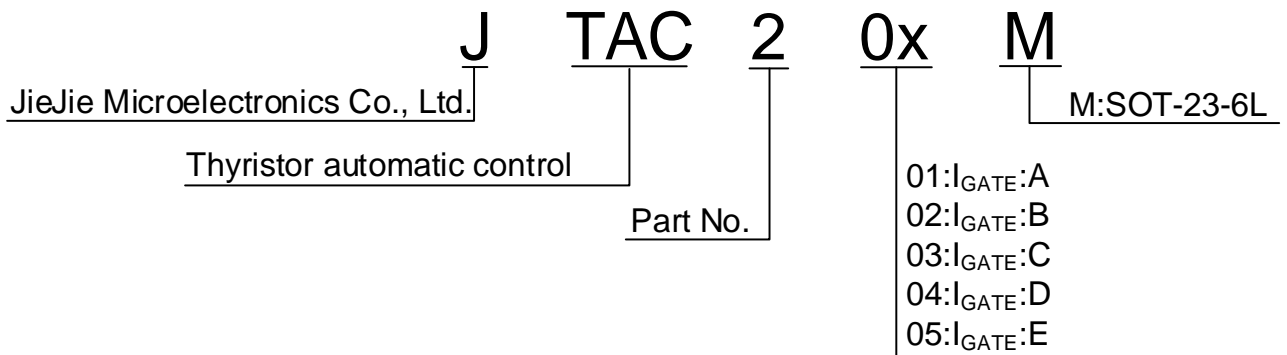 J TAC 2 0x M
JieJie Microelectronics Co., Ltd.
M:SOT-23-6L
Thyristor automatic control
01:IGATE:A
Part No.
02:IGATE:B
03:IGATE:C
04:IGATE:D
05:IGATE:E